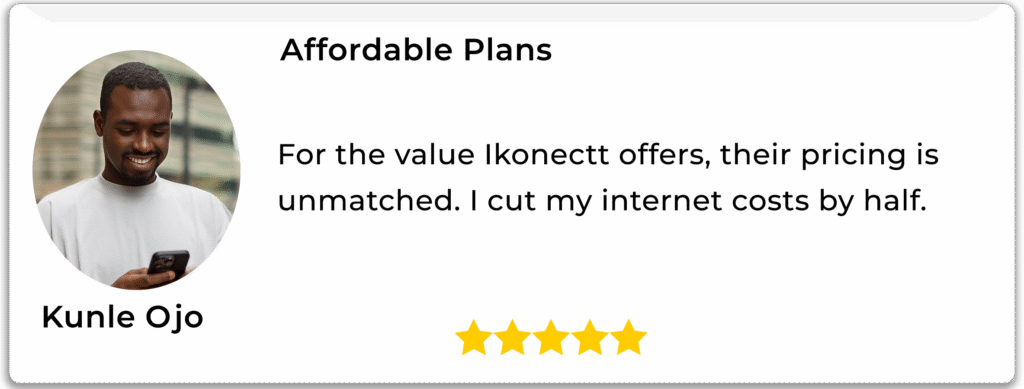 Affordable Plans
For the value Ikonectt offers, their pricing is
unmatched. I cut my internet costs by half.
Kunle Ojo